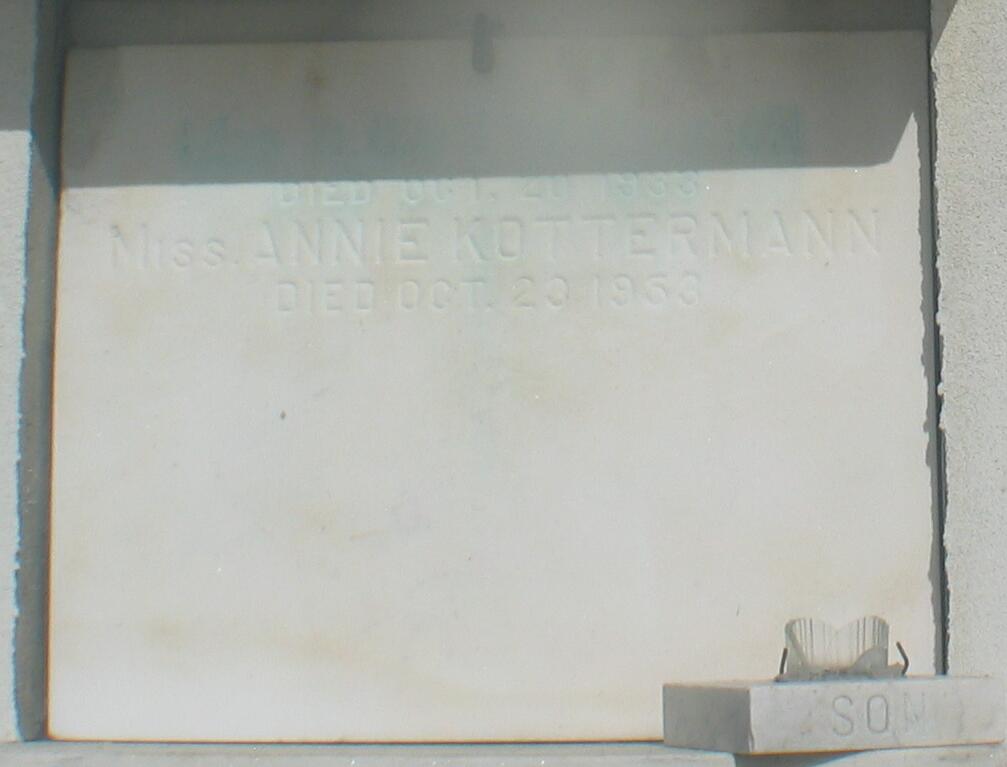 DIED OCT. 20 1933
Miss. ANNIE KOTTERMANN
DIED OCT. 23 1953
SON